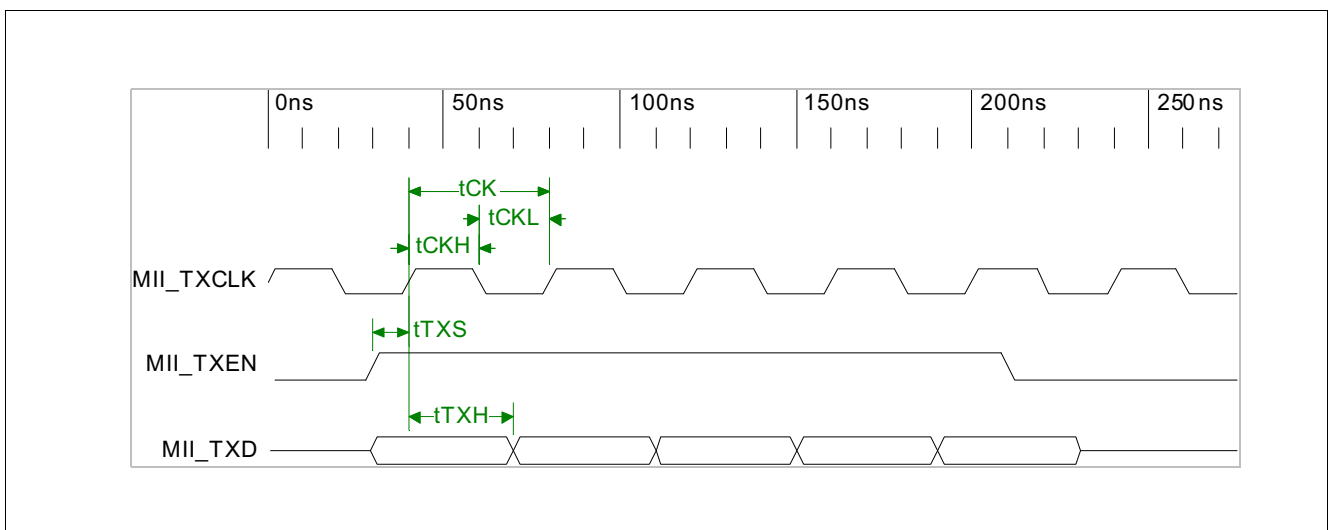 0ns 50ns 100ns 150ns 200ns 250ns
tCK
tCKL
tCKH
MII_TXCLK
tTXS
MII_TXEN
tTXH
MII_TXD